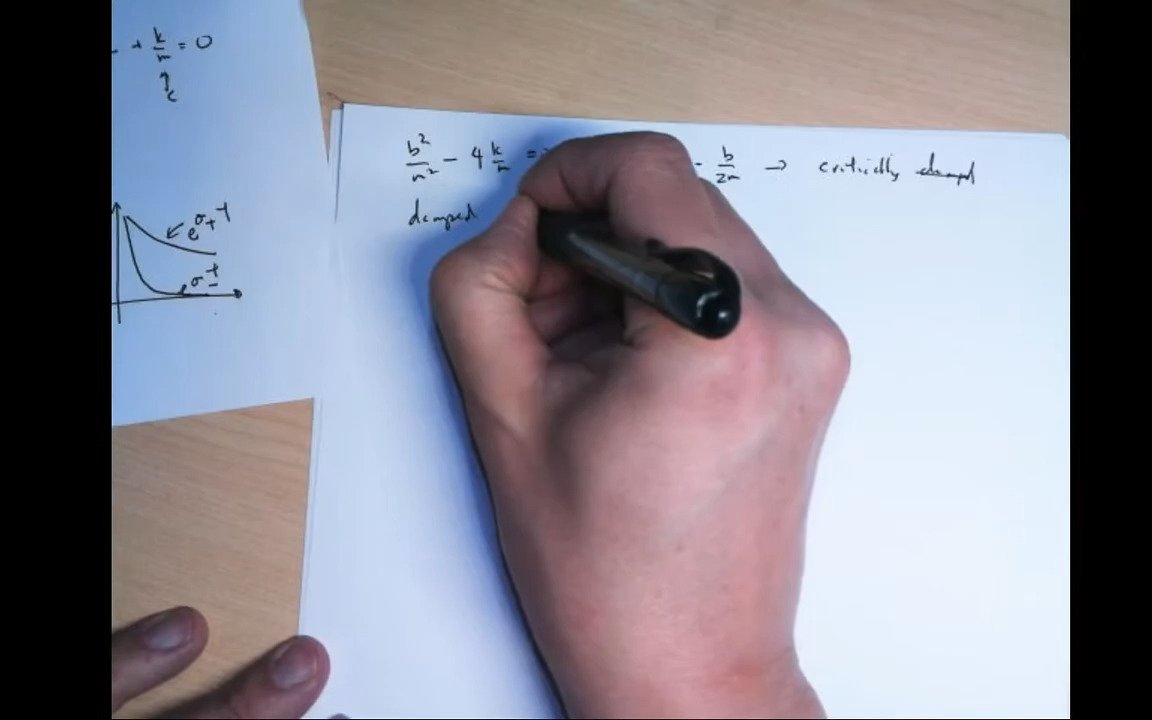 + k/m = 0
↑
c
← e^σ₊t
e^σ₋t
b²/m² - 4 k/m =
- b/2m → critically damped
damped